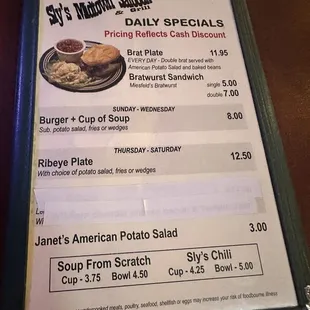 Sly's Midtown Saloon
& Grill
DAILY SPECIALS
Pricing Reflects Cash Discount
Brat Plate 11.95
EVERY DAY - Double brat served with
American Potato Salad and baked beans
Bratwurst Sandwich
Miesfeld's Bratwurst single 5.00
double 7.00
SUNDAY - WEDNESDAY
Burger + Cup of Soup 8.00
Sub, potato salad, fries or wedges
THURSDAY - SATURDAY
Ribeye Plate 12.50
With choice of potato salad, fries or wedges
Janet's American Potato Salad 3.00
Soup From Scratch
Cup - 3.75 Bowl 4.50
Sly's Chili
Cup - 4.25 Bowl - 5.00
meats, poultry, seafood, shellfish or eggs may increase your risk of foodbourne illness